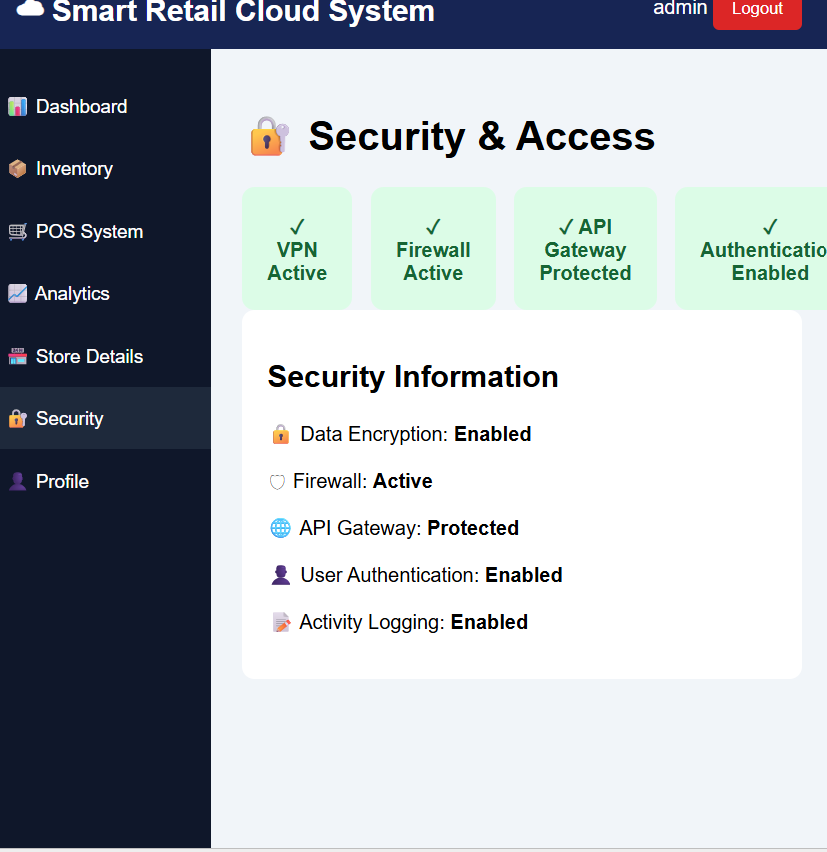 Smart Retail Cloud System
admin Logout
Dashboard
Inventory
POS System
Analytics
Store Details
Security
Profile
Security & Access
✓
VPN
Active
✓
Firewall
Active
✓ API
Gateway
Protected
✓
Authenticatio
Enabled
Security Information
Data Encryption: Enabled
Firewall: Active
API Gateway: Protected
User Authentication: Enabled
Activity Logging: Enabled